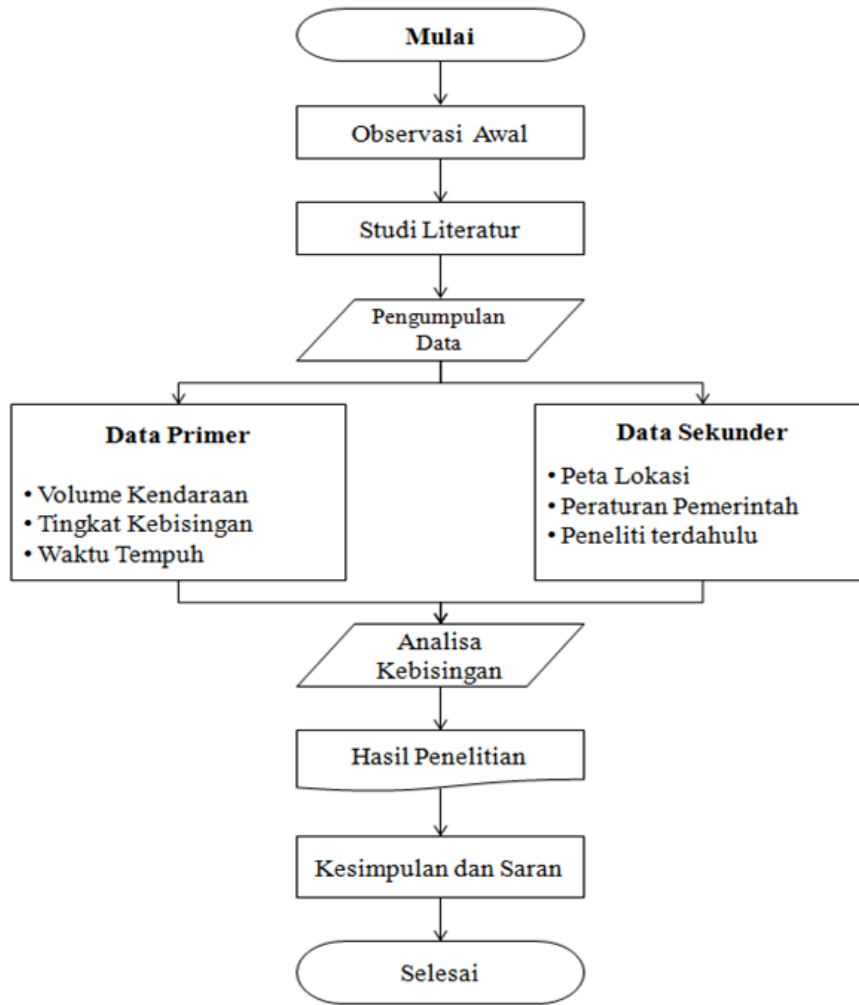 Mulai
Observasi Awal
Studi Literatur
Pengumpulan
Data
Data Primer
• Volume Kendaraan
• Tingkat Kebisingan
• Waktu Tempuh
Data Sekunder
• Peta Lokasi
• Peraturan Pemerintah
• Peneliti terdahulu
Analisa
Kebisingan
Hasil Penelitian
Kesimpulan dan Saran
Selesai